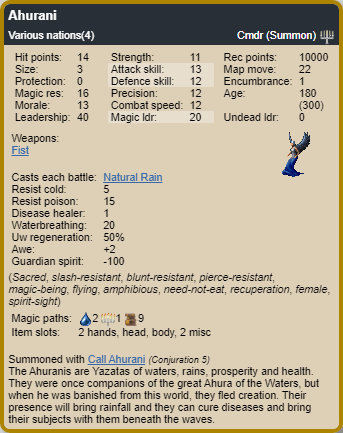 Ahurani
Various nations(4) Cmdr (Summon)
Hit points: 14 Strength: 11 Rec points: 10000
Size: 3 Attack skill: 13 Map move: 22
Protection: 0 Defence skill: 12 Encumbrance: 1
Magic res: 16 Precision: 12 Age: 180
Morale: 13 Combat speed: 12 (300)
Leadership: 40 Magic ldr: 20 Undead ldr: 0
Weapons:
Fist
Casts each battle: Natural Rain
Resist cold: 5
Resist poison: 15
Disease healer: 1
Waterbreathing: 20
Uw regeneration: 50%
Awe: +2
Guardian spirit: -100
(Sacred, slash-resistant, blunt-resistant, pierce-resistant,
magic-being, flying, amphibious, need-not-eat, recuperation, female,
spirit-sight)
Magic paths: 2 1 9
Item slots: 2 hands, head, body, 2 misc
Summoned with Call Ahurani (Conjuration 5)
The Ahuranis are Yazatas of waters, rains, prosperity and health.
They were once companions of the great Ahura of the Waters, but
when he was banished from this world, they fled creation. Their
presence will bring rainfall and they can cure diseases and bring
their subjects with them beneath the waves.